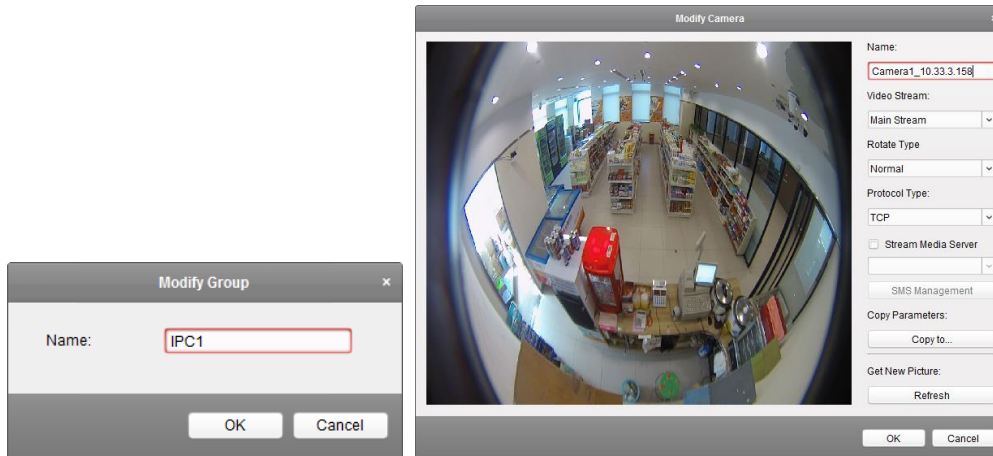 Modify Group ×
Name: IPC1
OK Cancel
Modify Camera
Name:
Camera1_10.33.3.158
Video Stream:
Main Stream
Rotate Type
Normal
Protocol Type:
TCP
Stream Media Server
SMS Management
Copy Parameters:
Copy to...
Get New Picture:
Refresh
OK Cancel